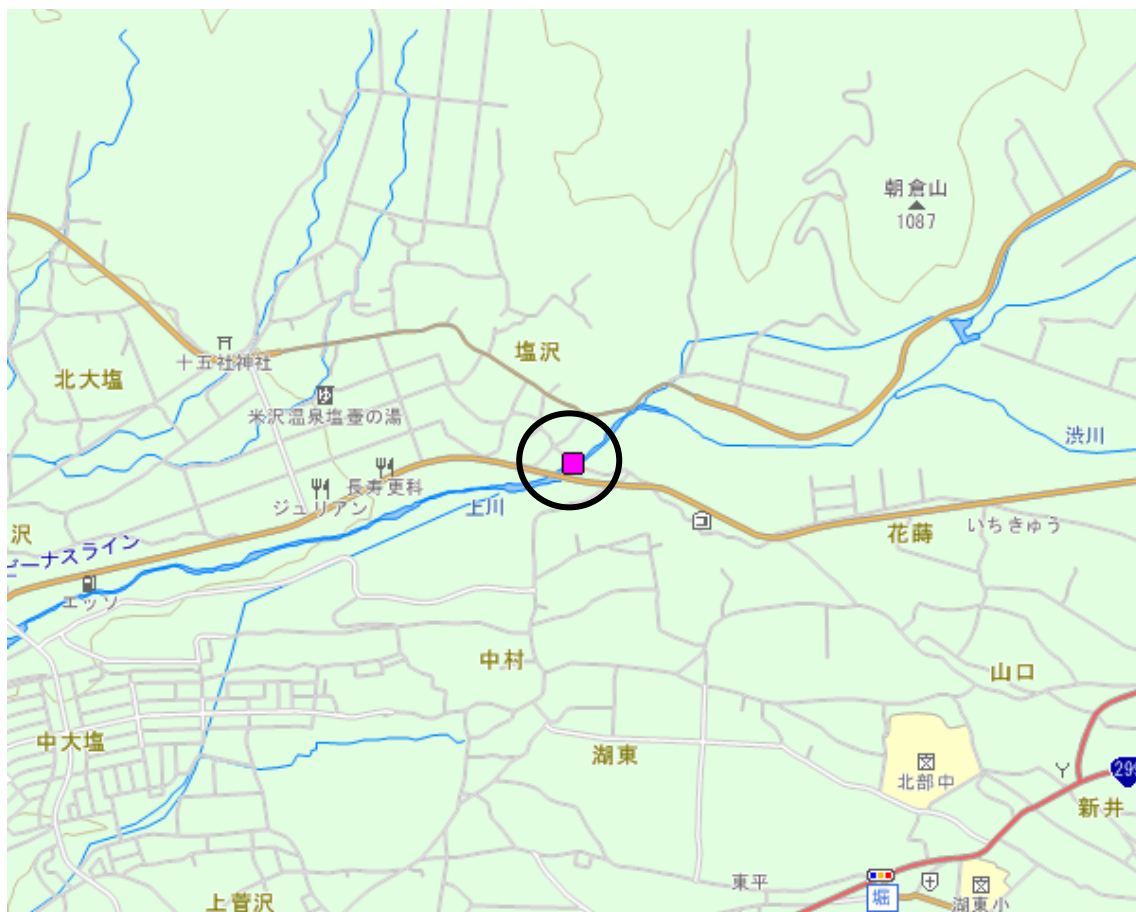 朝倉山
1087
十五社神社
塩沢
北大塩
ゆ
米沢温泉塩壷の湯
渋川
長寿更科
ジュリアン
上川
花蒔
いちきゅう
沢
ビーナスライン
エッソ
中村
山口
中大塩
湖東
北部中
299
新井
東平
堀
上菅沢
湖東小